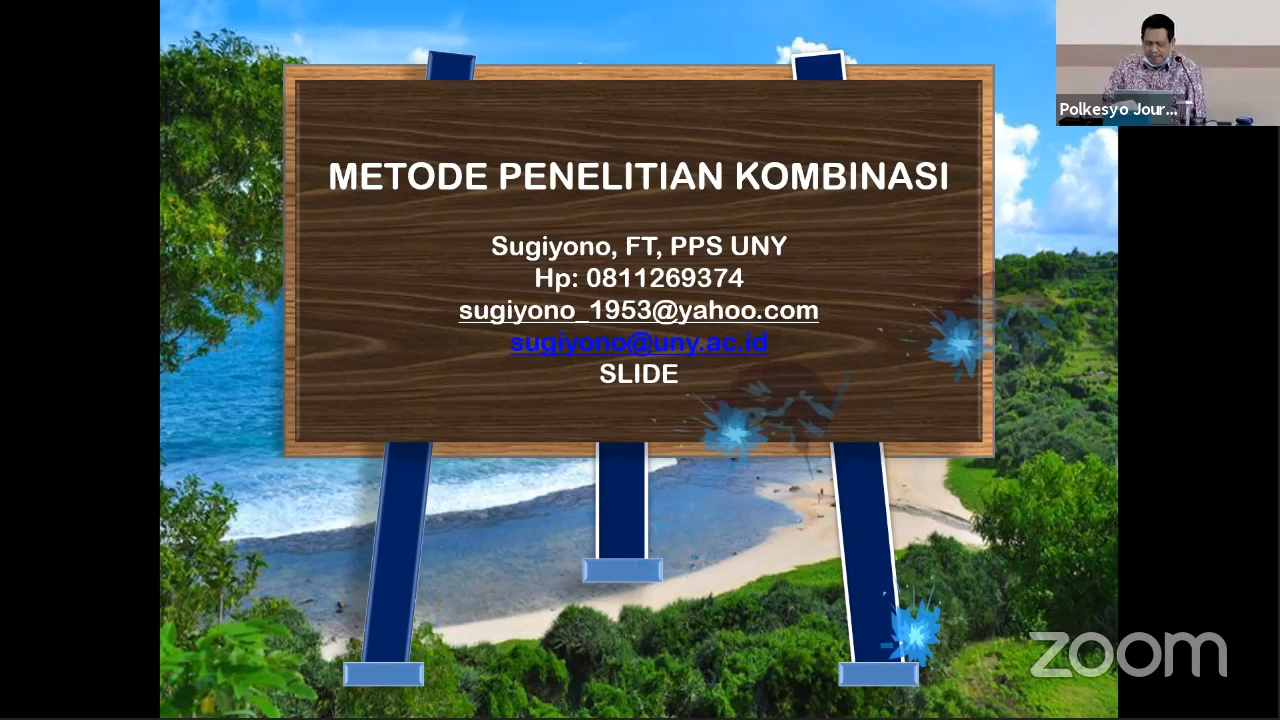 METODE PENELITIAN KOMBINASI
Sugiyono, FT, PPS UNY
Hp: 0811269374
sugiyono_1953@yahoo.com
sugiyono@uny.ac.id
SLIDE
Polkesyo Jour...
zoom